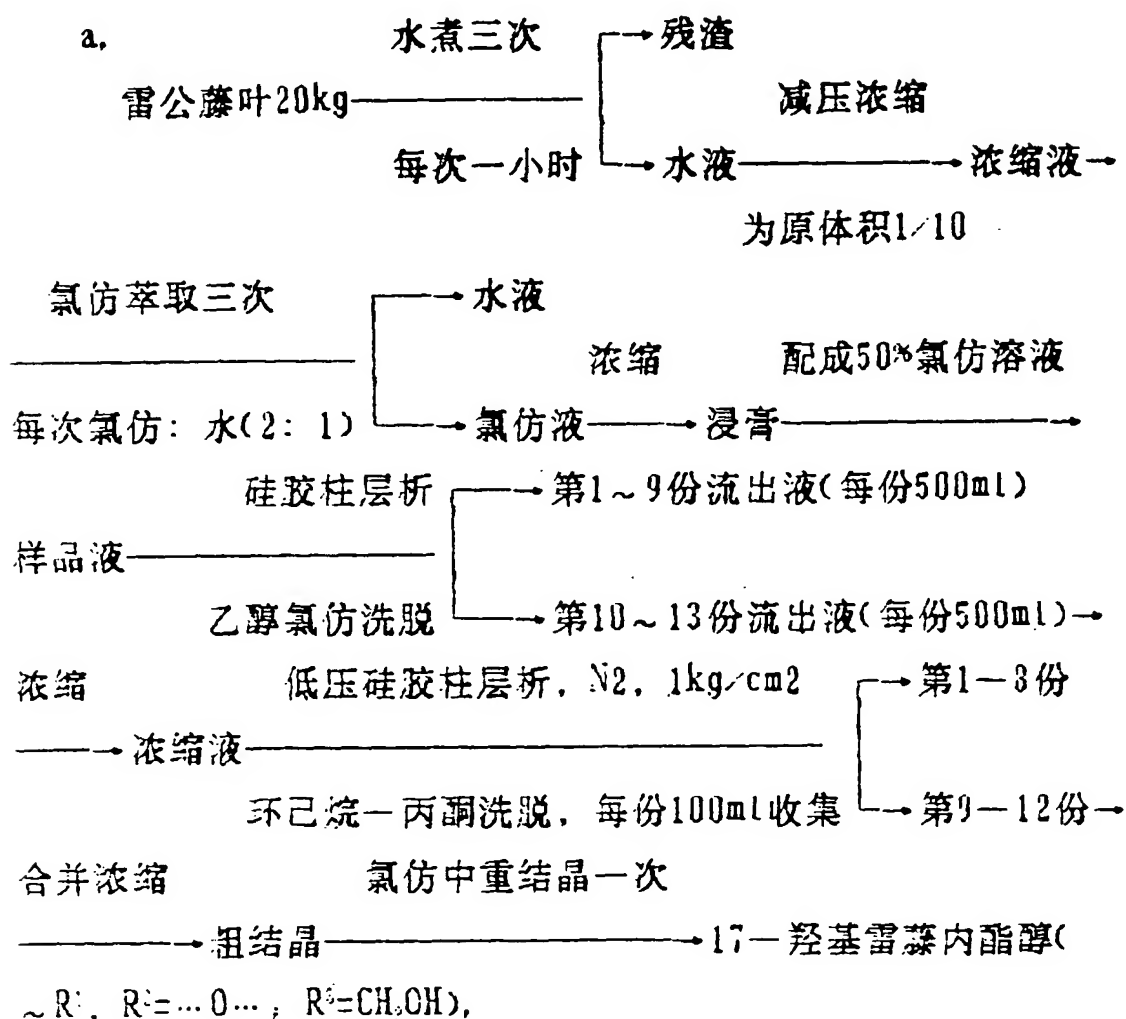 a.
水煮三次 残渣
雷公藤叶20kg 减压浓缩
每次一小时 水液 浓缩液
为原体积1/10
氯仿萃取三次 水液
浓缩 配成50%氯仿溶液
每次氯仿:水(2:1) 氯仿液 浸膏
硅胶柱层析 第1~9份流出液(每份500ml)
样品液
乙醇氯仿洗脱 第10~13份流出液(每份500ml)
浓缩 低压硅胶柱层析,N2,1kg/cm2 第1—8份
浓缩液
环己烷—丙酮洗脱,每份100ml收集 第9—12份
合并浓缩 氯仿中重结晶一次
粗结晶 17—羟基雷藤内酯醇(
=…O…; =CH₂OH),